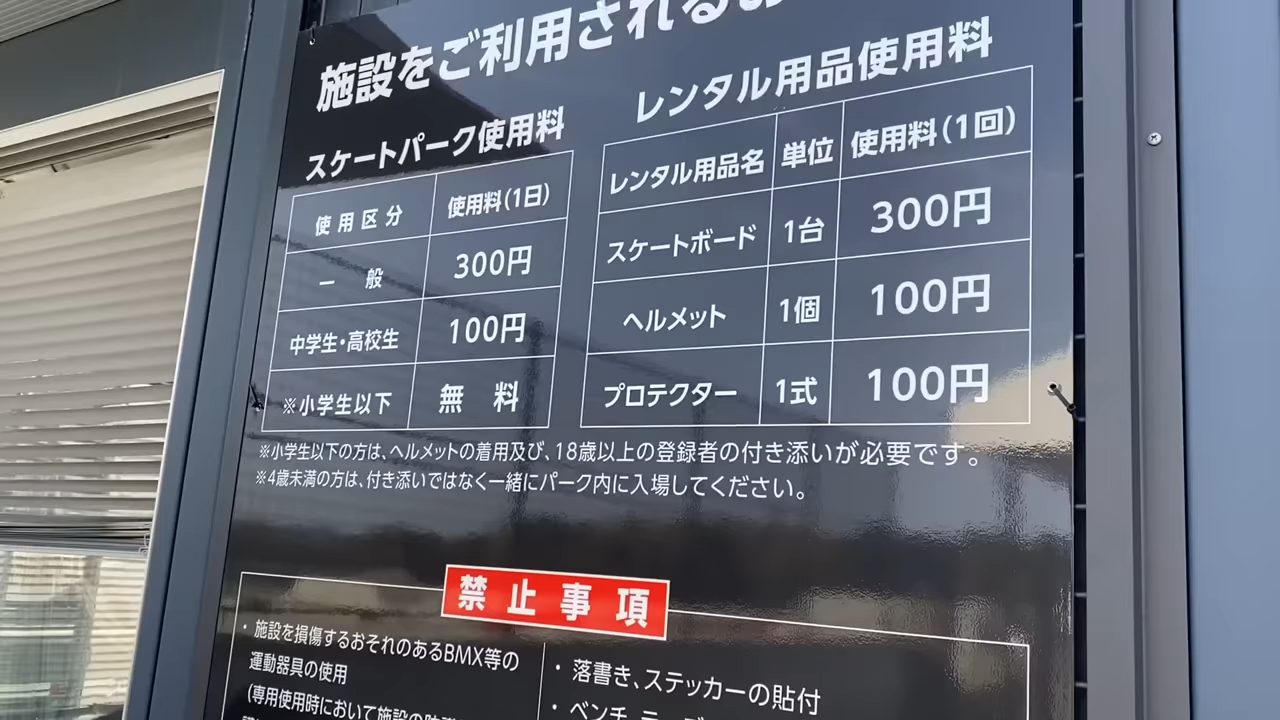 施設をご利用される
スケートパーク使用料
使用区分 使用料(1日)
一般 300円
中学生・高校生 100円
※小学生以下 無料
レンタル用品使用料
レンタル用品名 単位 使用料(1回)
スケートボード 1台 300円
ヘルメット 1個 100円
プロテクター 1式 100円
※小学生以下の方は、ヘルメットの着用及び、18歳以上の登録者の付き添いが必要です。
※4歳未満の方は、付き添いではなく一緒にパーク内に入場してください。
禁止事項
・施設を損傷するおそれのあるBMX等の
運動器具の使用
(専用使用時において施設の
・落書き、ステッカーの貼付
・ベンチ、テーブ